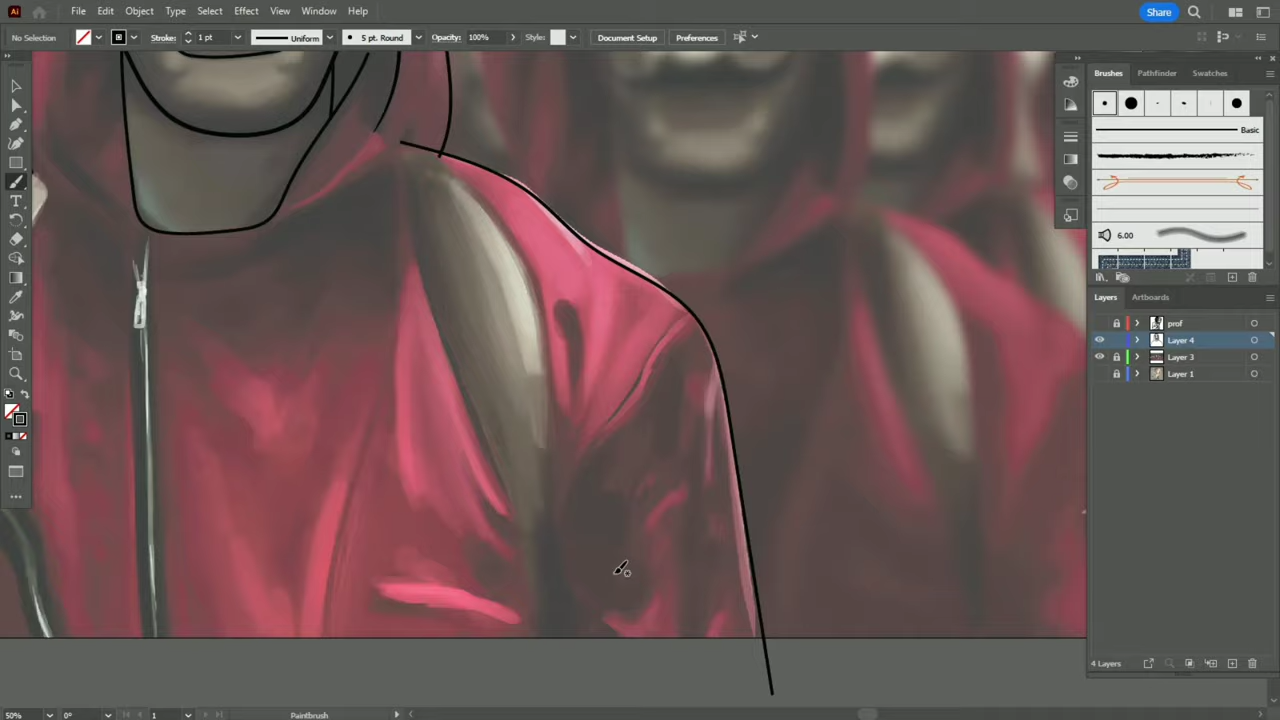 Ai File Edit Object Type Select Effect View Window Help Share
No Selection Stroke: 1 pt Uniform 5 pt. Round Opacity: 100% Style: Document Setup Preferences
Brushes Pathfinder Swatches
Basic
6.00
Layers Artboards
prof
Layer 4
Layer 3
Layer 1
4 Layers
50% 0° 1 Paintbrush